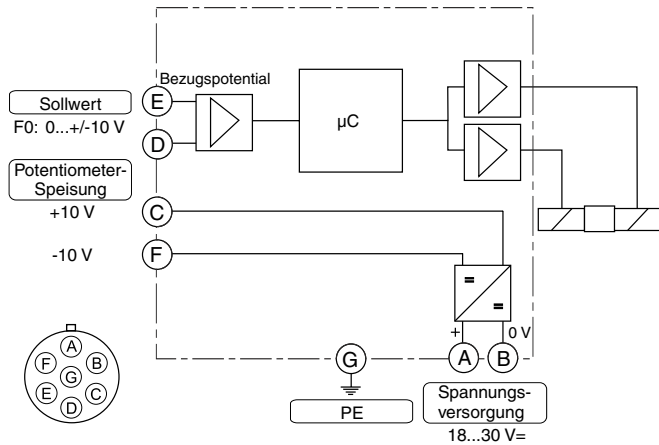 Bezugspotential
Sollwert
F0: 0...+/-10 V
E
D
µC
Potentiometer-
Speisung
+10 V
C
-10 V
F
=
=
+
0 V
G
A
B
PE
Spannungs-
versorgung
18...30 V=
A
F
B
G
E
C
D